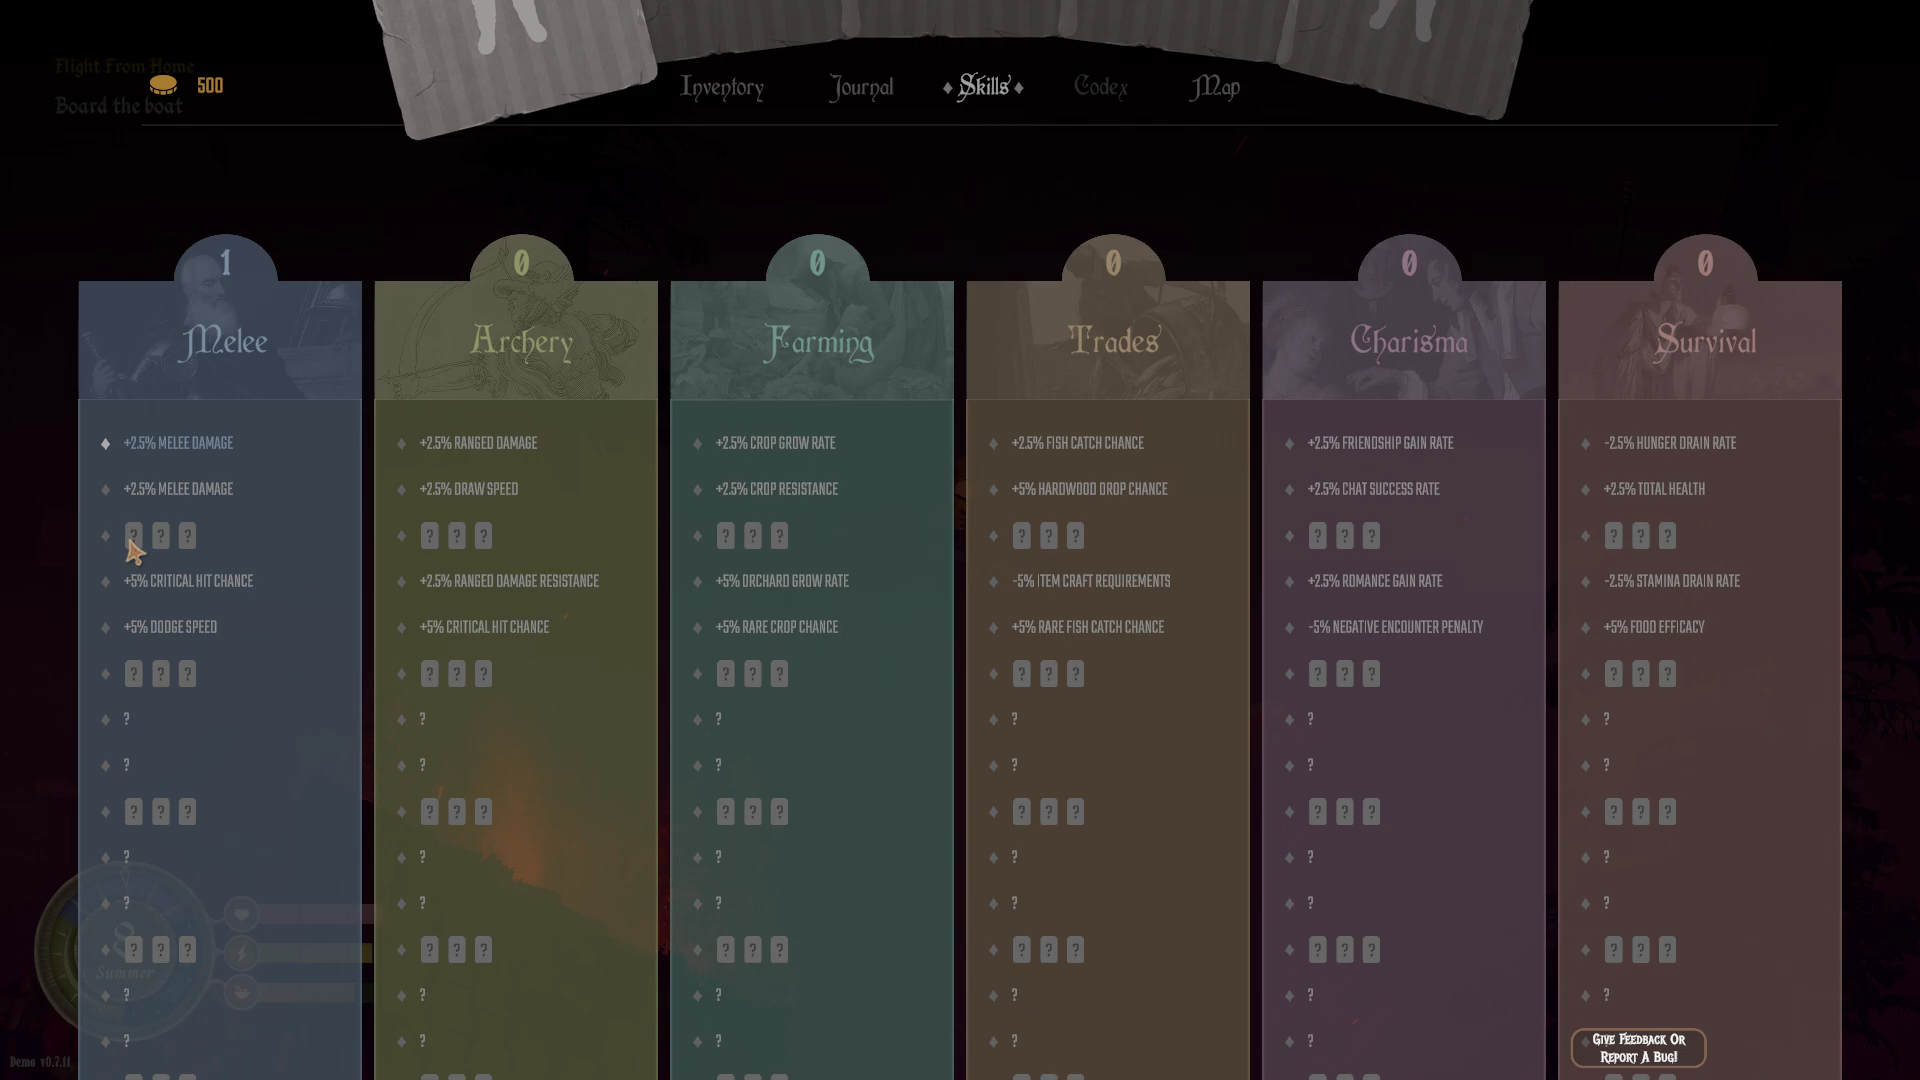 Flight From Home
500
Board the boat
Inventory
Journal
Skills
Codex
Map
1
Melee
+2.5% MELEE DAMAGE
+2.5% MELEE DAMAGE
? ? ?
+5% CRITICAL HIT CHANCE
+5% DODGE SPEED
? ? ?
?
?
? ? ?
?
?
? ? ?
?
?
0
Archery
+2.5% RANGED DAMAGE
+2.5% DRAW SPEED
? ? ?
+2.5% RANGED DAMAGE RESISTANCE
+5% CRITICAL HIT CHANCE
? ? ?
?
?
? ? ?
?
?
? ? ?
?
?
0
Farming
+2.5% CROP GROW RATE
+2.5% CROP RESISTANCE
? ? ?
+5% ORCHARD GROW RATE
+5% RARE CROP CHANCE
? ? ?
?
?
? ? ?
?
?
? ? ?
?
?
0
Trades
+2.5% FISH CATCH CHANCE
+5% HARDWOOD DROP CHANCE
? ? ?
-5% ITEM CRAFT REQUIREMENTS
+5% RARE FISH CATCH CHANCE
? ? ?
?
?
? ? ?
?
?
? ? ?
?
?
0
Charisma
+2.5% FRIENDSHIP GAIN RATE
+2.5% CHAT SUCCESS RATE
? ? ?
+2.5% ROMANCE GAIN RATE
-5% NEGATIVE ENCOUNTER PENALTY
? ? ?
?
?
? ? ?
?
?
? ? ?
?
?
0
Survival
-2.5% HUNGER DRAIN RATE
+2.5% TOTAL HEALTH
? ? ?
-2.5% STAMINA DRAIN RATE
+5% FOOD EFFICACY
? ? ?
?
?
? ? ?
?
?
? ? ?
?
8
Summer
Demo v0.7.11
Give Feedback Or
Report A Bug!